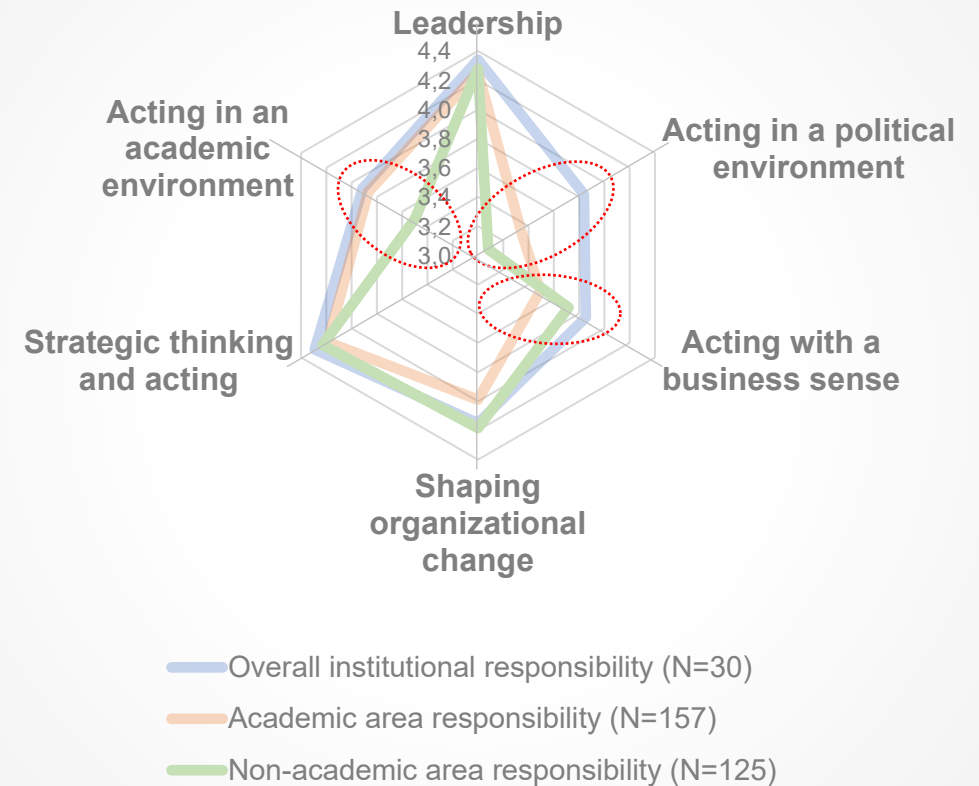 Leadership
4,4
4,2
4,0
3,8
3,6
3,4
3,2
3,0
Acting in an
academic
environment
Acting in a political
environment
Strategic thinking
and acting
Acting with a
business sense
Shaping
organizational
change
Overall institutional responsibility (N=30)
Academic area responsibility (N=157)
Non-academic area responsibility (N=125)